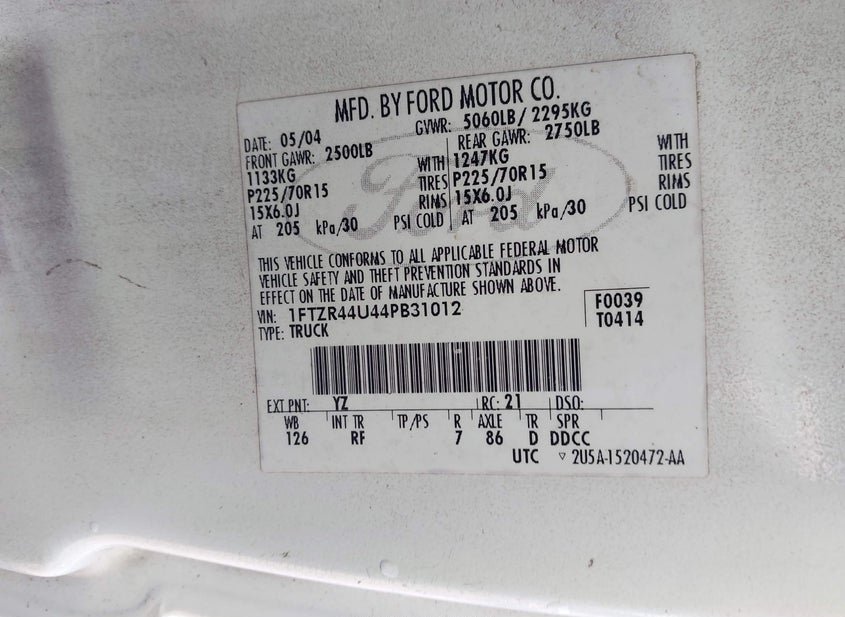 MFD. BY FORD MOTOR CO.
DATE: 05/04 GVWR: 5060LB/ 2295KG
FRONT GAWR: 2500LB REAR GAWR: 2750LB
1133KG WITH 1247KG WITH
P225/70R15 TIRES P225/70R15 TIRES
15X6.0J RIMS 15X6.0J RIMS
AT 205 kPa/30 PSI COLD AT 205 kPa/30 PSI COLD
THIS VEHICLE CONFORMS TO ALL APPLICABLE FEDERAL MOTOR
VEHICLE SAFETY AND THEFT PREVENTION STANDARDS IN
EFFECT ON THE DATE OF MANUFACTURE SHOWN ABOVE.
VIN: 1FTZR44U44PB31012 F0039
TYPE: TRUCK T0414
EXT PNT: YZ RC: 21 DSO:
WB INT TR TP/PS R AXLE TR SPR
126 RF 7 86 D DDCC
UTC ▽ 2U5A-1520472-AA
Ford